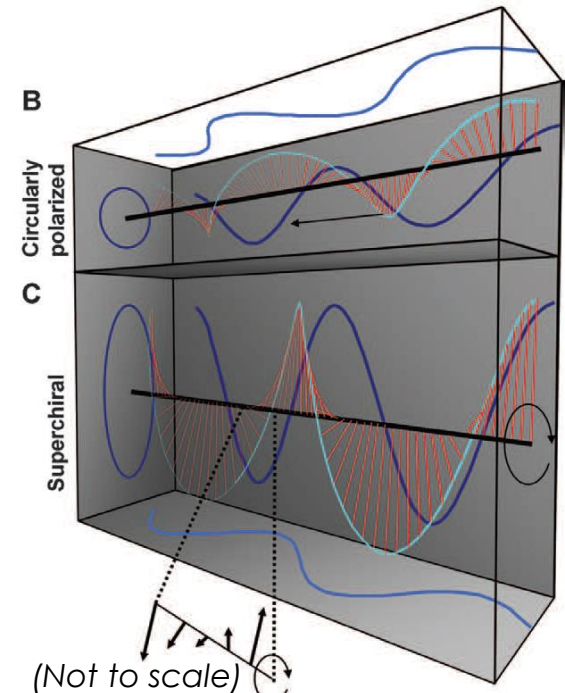 B
Circularly
polarized
C
Superchiral
(Not to scale)